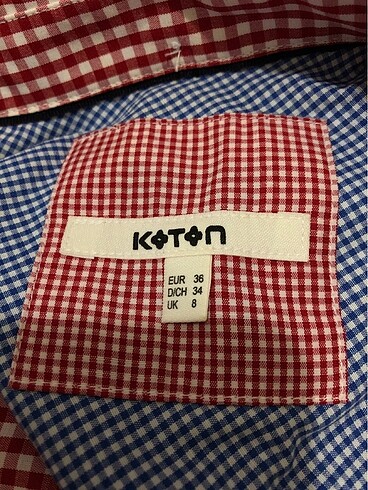 KOTON
EUR 36
D/CH 34
UK 8